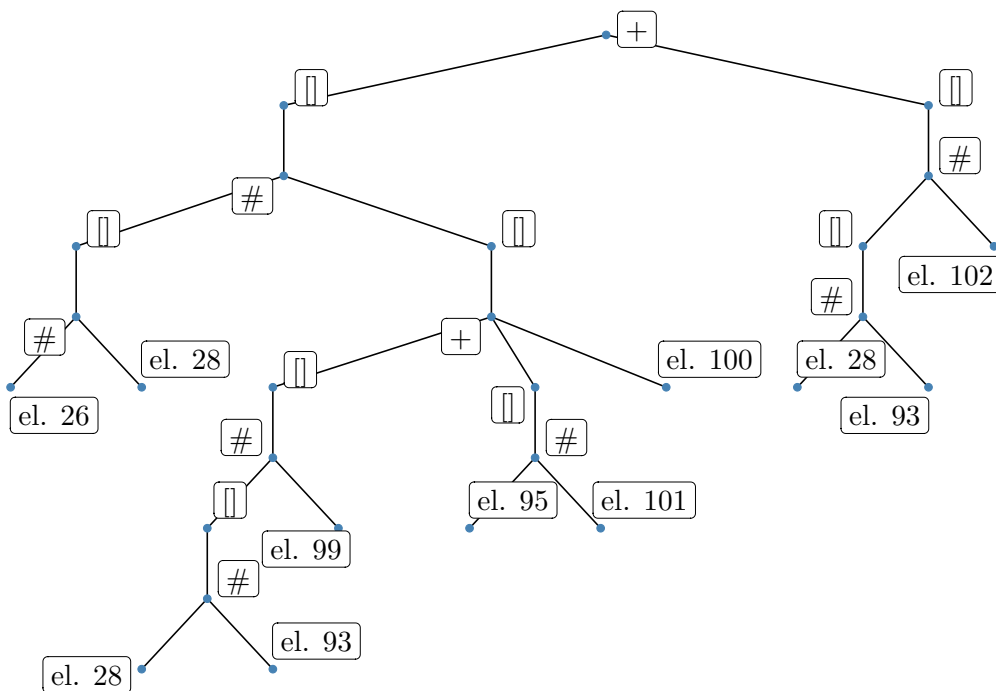 +
[]
[]
#
#
[]
[]
[]
el. 102
#
#
+
el. 28
el. 100
el. 28
[]
el. 26
[]
el. 93
#
#
[]
el. 95
el. 101
el. 99
#
el. 93
el. 28